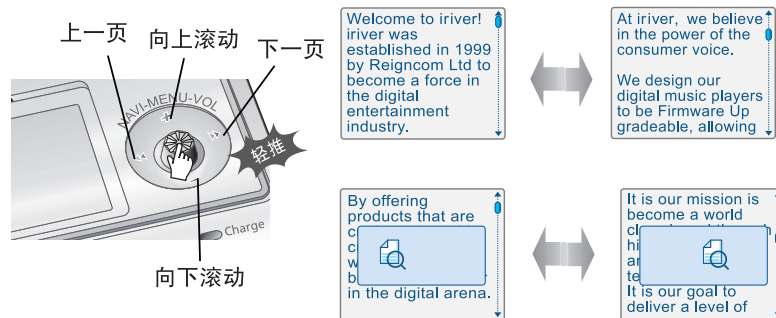 上一页
向上滚动
下一页
NAVI-MENU-VOL
轻推
Charge
向下滚动
Welcome to iriver!
iriver was
established in 1999
by Reigncom Ltd to
become a force in
the digital
entertainment
industry.
At iriver, we believe
in the power of the
consumer voice.
We design our
digital music players
to be Firmware Up
gradeable, allowing
By offering
products that are
in the digital arena.
It is our mission is
become a world
It is our goal to
deliver a level of